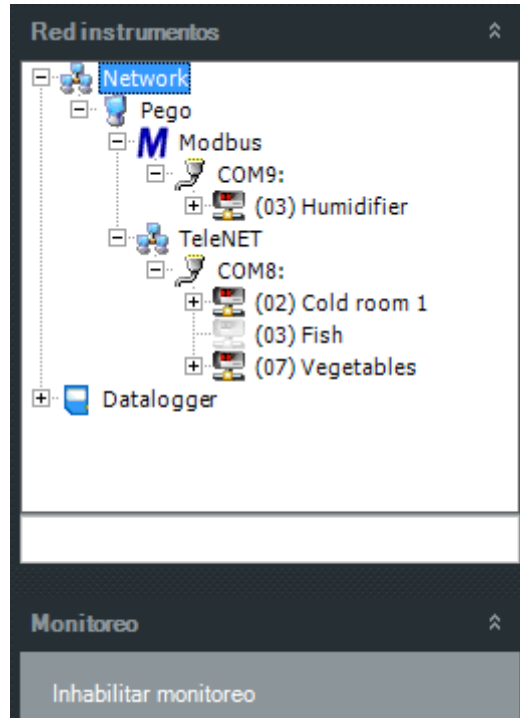 Red instrumentos
Network
Pego
M Modbus
COM9:
(03) Humidifier
TeleNET
COM8:
(02) Cold room 1
(03) Fish
(07) Vegetables
Datalogger
Monitoreo
Inhabilitar monitoreo